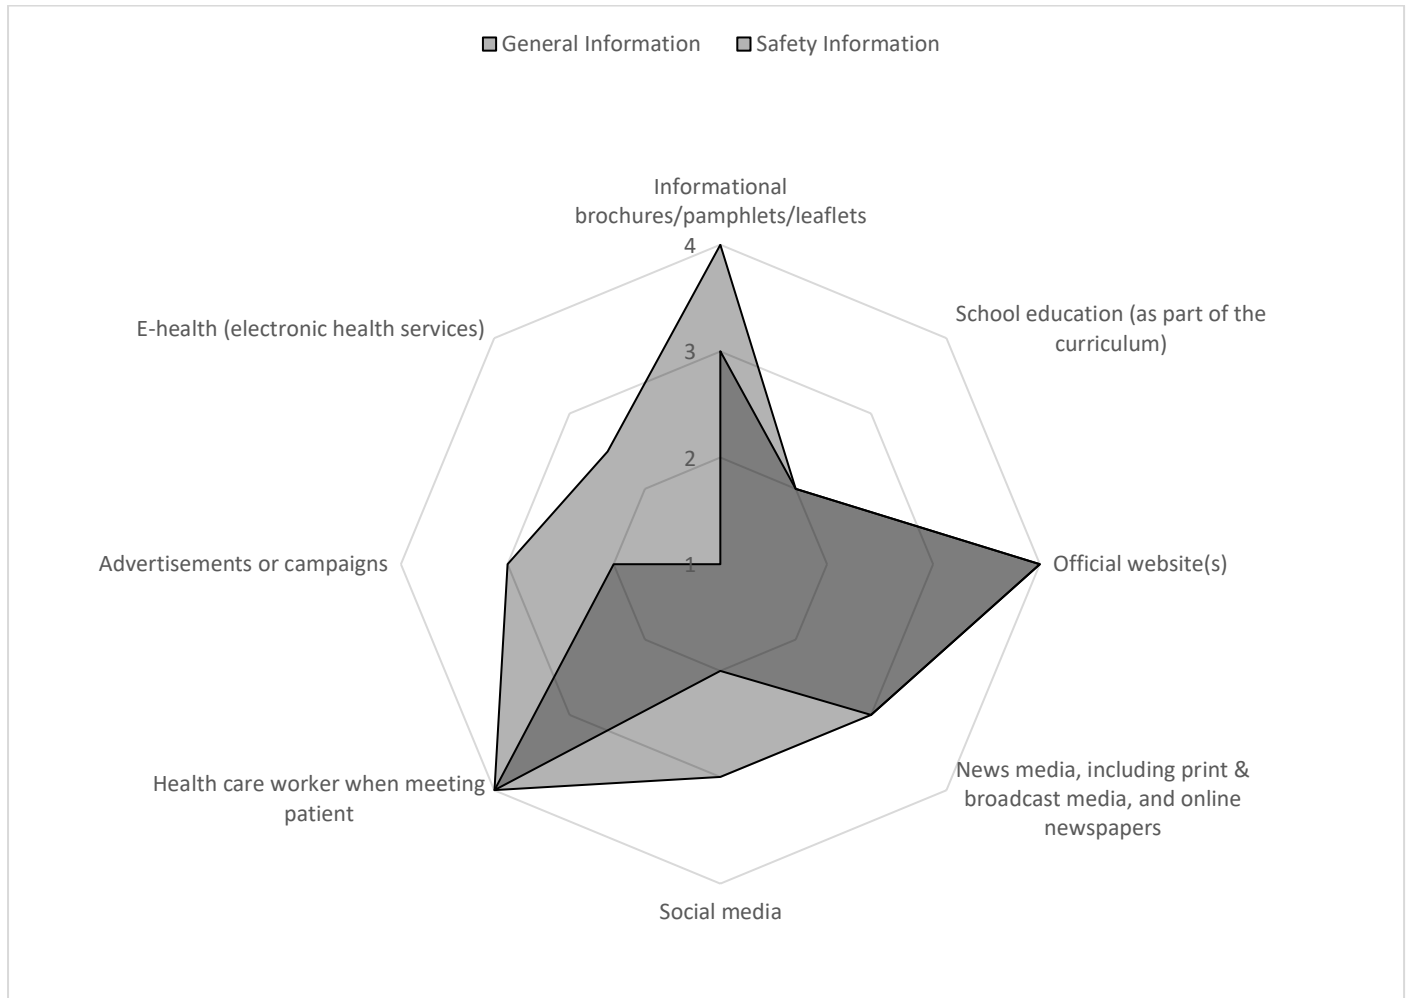 General Information
Safety Information
Informational
brochures/pamphlets/leaflets
4
School education (as part of the
curriculum)
E-health (electronic health services)
3
2
Advertisements or campaigns
1
Official website(s)
News media, including print &
broadcast media, and online
newspapers
Health care worker when meeting
patient
Social media